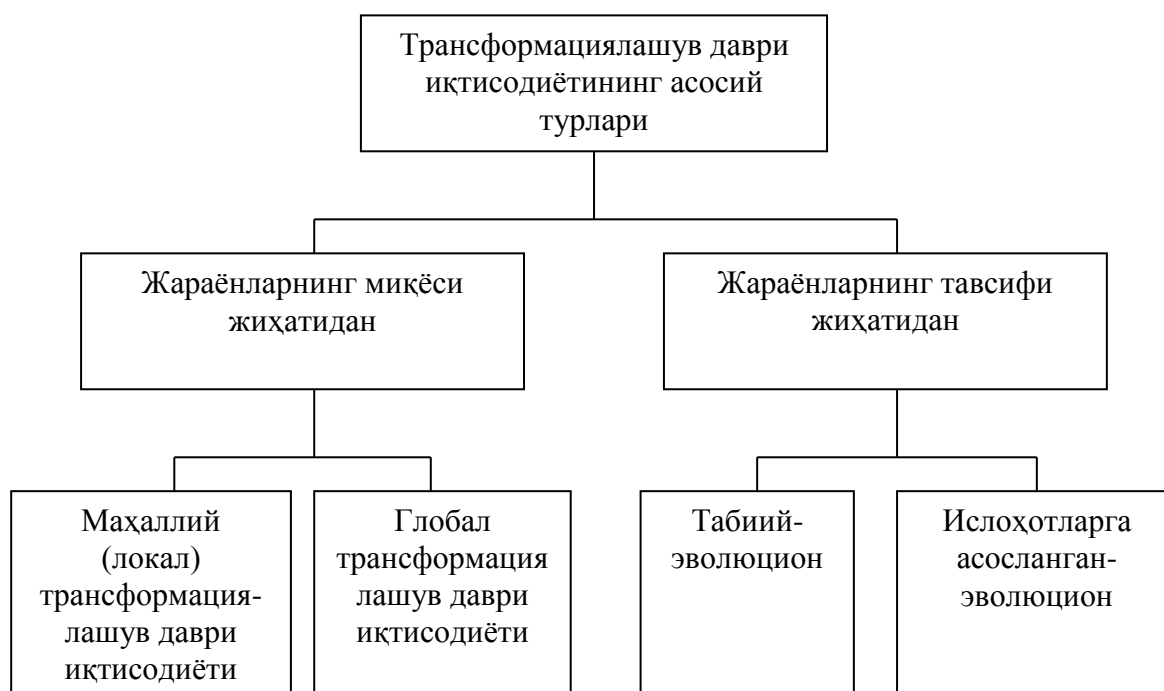 Трансформациялашув даври
иқтисодиётининг асосий
турлари
Жараёнларнинг миқёси
жиҳатидан
Жараёнларнинг тавсифи
жиҳатидан
Маҳаллий
(локал)
трансформация-
лашув даври
иқтисодиёти
Глобал
трансформация
лашув даври
иқтисодиёти
Табиий-
эволюцион
Ислоҳотларга
асосланган-
эволюцион